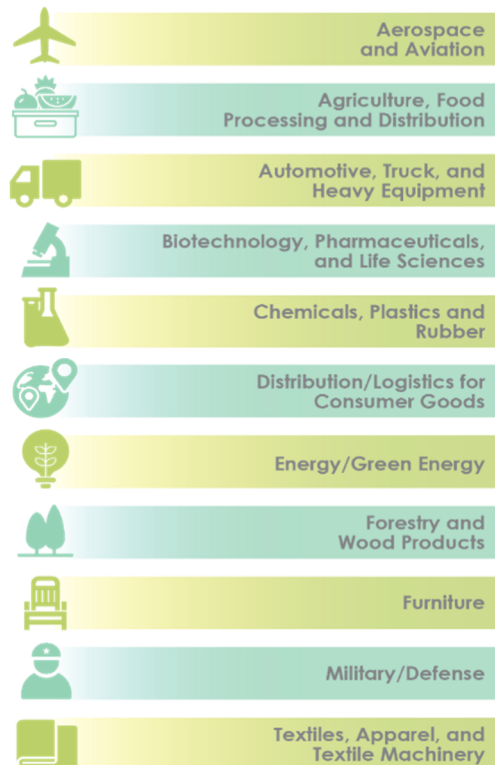 Aerospace
and Aviation
Agriculture, Food
Processing and Distribution
Automotive, Truck, and
Heavy Equipment
Biotechnology, Pharmaceuticals,
and Life Sciences
Chemicals, Plastics and
Rubber
Distribution/Logistics for
Consumer Goods
Energy/Green Energy
Forestry and
Wood Products
Furniture
Military/Defense
Textiles, Apparel, and
Textile Machinery